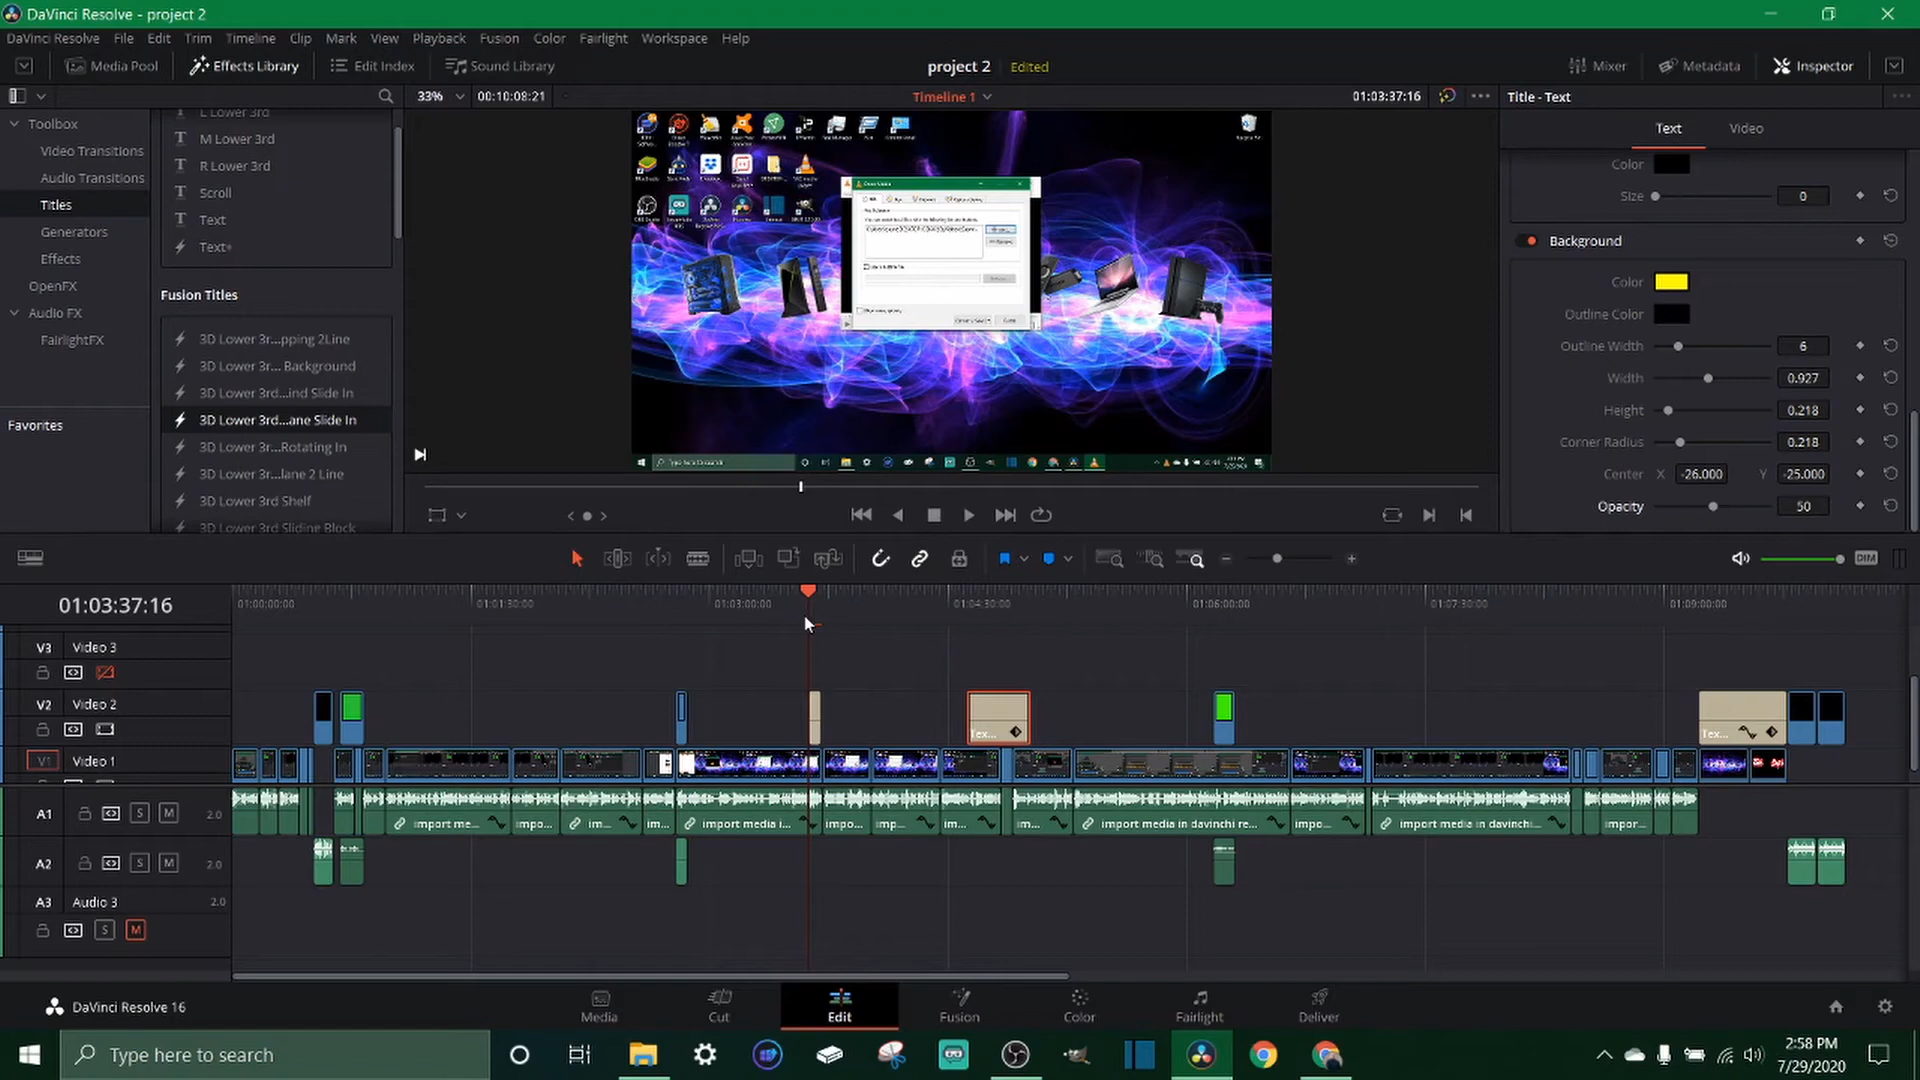 DaVinci Resolve - project 2
DaVinci Resolve File Edit Trim Timeline Clip Mark View Playback Fusion Color Fairlight Workspace Help
Media Pool Effects Library Edit Index Sound Library project 2 Edited Mixer Metadata Inspector
33% 00:10:08:21 Timeline 1 01:03:37:16 Title - Text
Toolbox
Video Transitions
Audio Transitions
Titles
Generators
Effects
OpenFX
Audio FX
FairlightFX
Favorites
L Lower 3rd
M Lower 3rd
R Lower 3rd
Scroll
Text
Text+
Fusion Titles
3D Lower 3r...pping 2Line
3D Lower 3r... Background
3D Lower 3rd...ind Slide In
3D Lower 3rd...ane Slide In
3D Lower 3r...Rotating In
3D Lower 3r...lane 2 Line
3D Lower 3rd Shelf
3D Lower 3rd Sliding Block
Type here to search
Text Video
Color
Size 0
Background
Color
Outline Color
Outline Width 6
Width 0.927
Height 0.218
Corner Radius 0.218
Center X -26.000 Y -25.000
Opacity 50
DIM
01:03:37:16
01:00:00:00 01:01:30:00 01:03:00:00 01:04:30:00 01:06:00:00 01:07:30:00 01:09:00:00
V3 Video 3
V2 Video 2
Tex... Tex...
V1 Video 1
A1 S M 2.0
import me... impo... im... im... import media i... impo... imp... im... im... import media in davinchi re... impo... import media in davinchi... impor...
A2 S M 2.0
A3 Audio 3 2.0
S M
DaVinci Resolve 16
Media Cut Edit Fusion Color Fairlight Deliver
Type here to search
2:58 PM
7/29/2020